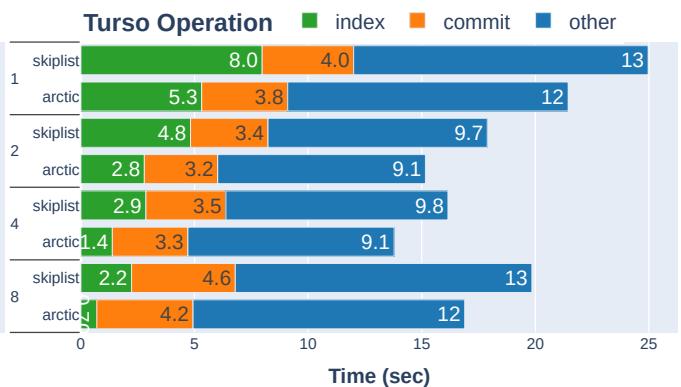 Turso Operation index commit other
1
skiplist 8.0 4.0 13
arctic 5.3 3.8 12
2
skiplist 4.8 3.4 9.7
arctic 2.8 3.2 9.1
4
skiplist 2.9 3.5 9.8
arctic 1.4 3.3 9.1
8
skiplist 2.2 4.6 13
arctic 4.2 12
0 5 10 15 20 25
Time (sec)